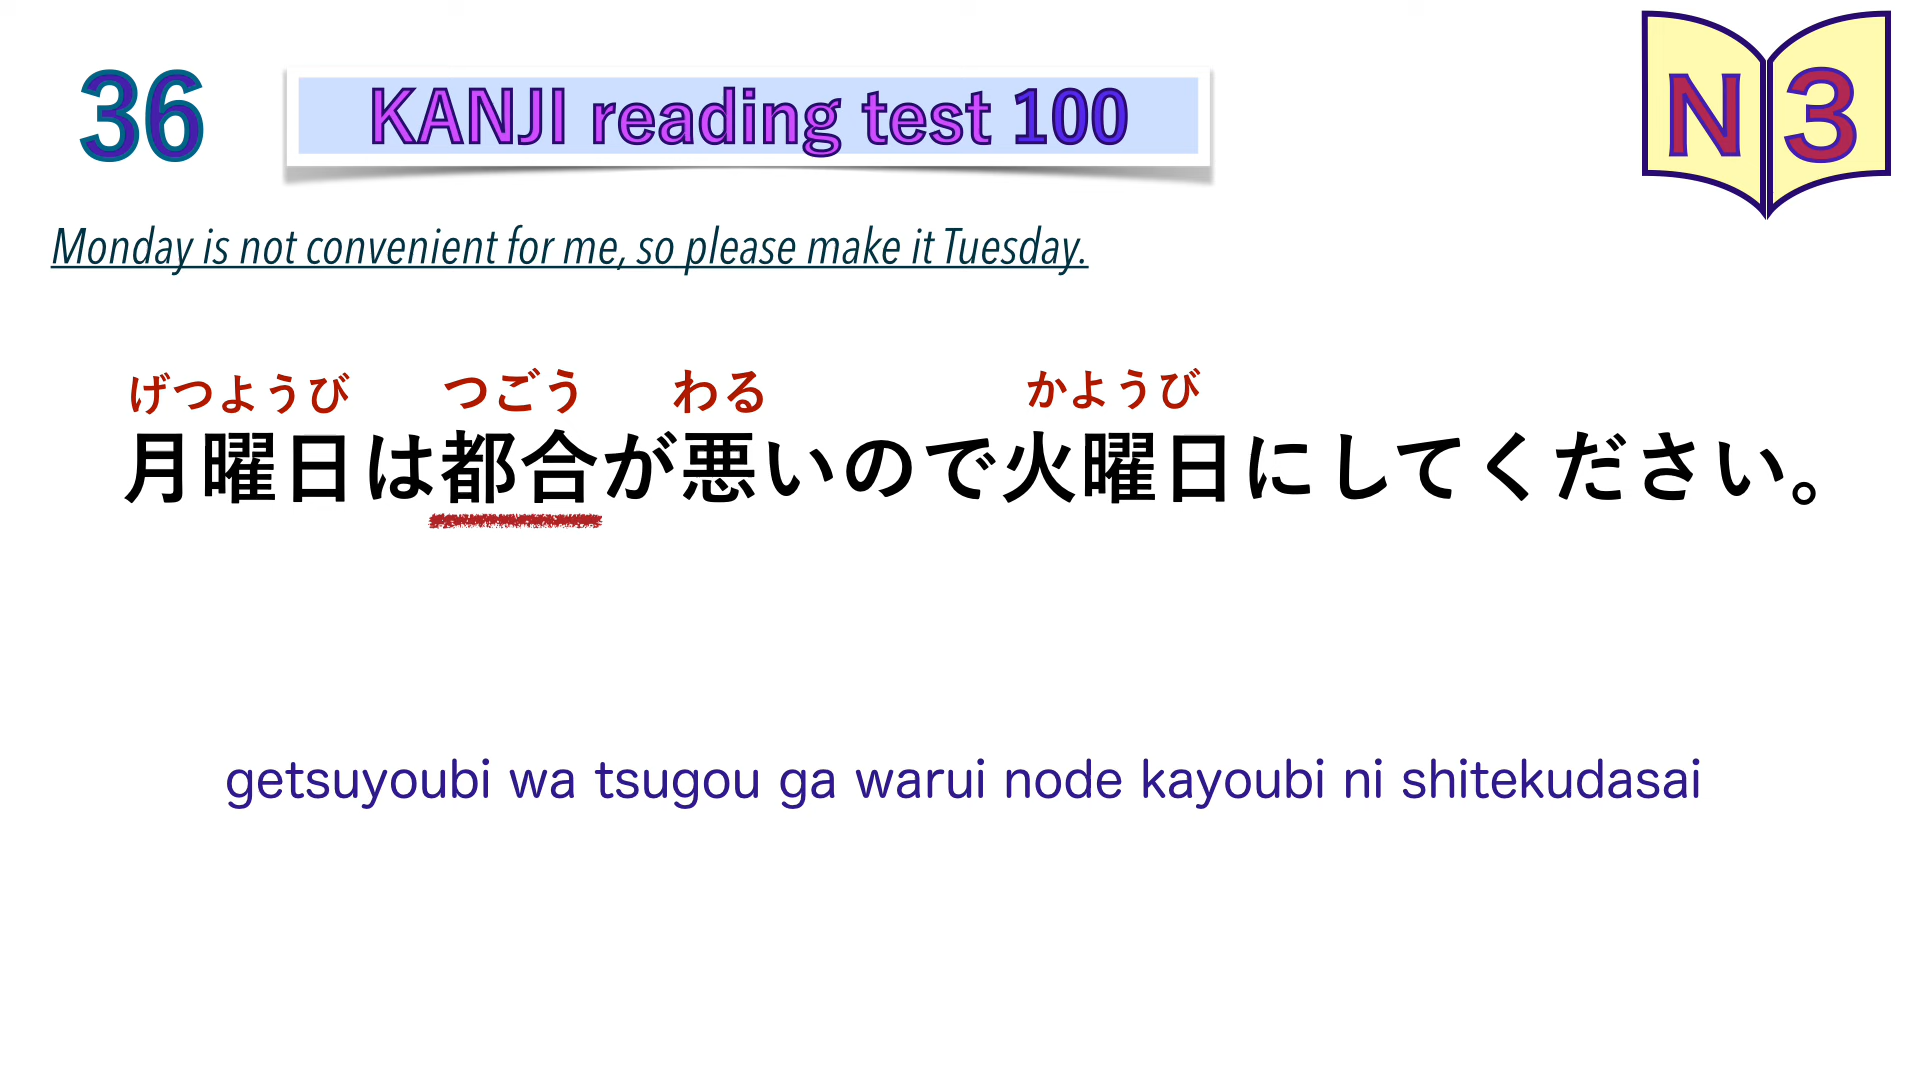 36
KANJI reading test 100
N3
Monday is not convenient for me, so please make it Tuesday.
げつようび つごう わる かようび
月曜日は都合が悪いので火曜日にしてください。
getsuyoubi wa tsugou ga warui node kayoubi ni shitekudasai